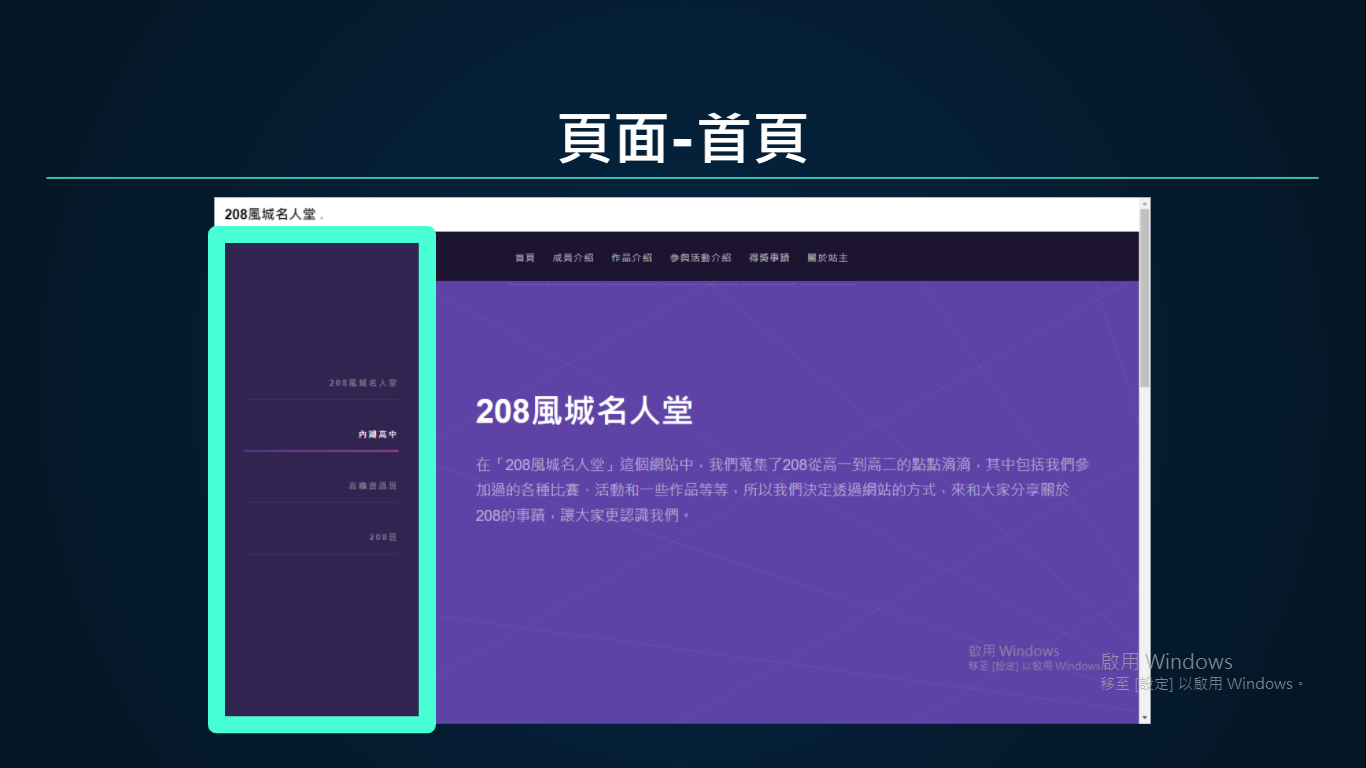 頁面-首頁
208風城名人堂 .
首頁 成員介紹 作品介紹 參與活動介紹 得獎事蹟 關於站主
208風城名人堂
內湖高中
高瞻資訊班
208班
208風城名人堂
在「208風城名人堂」這個網站中，我們蒐集了208從高一到高二的點點滴滴，其中包括我們參
加過的各種比賽、活動和一些作品等等，所以我們決定透過網站的方式，來和大家分享關於
208的事蹟，讓大家更認識我們。
啟用 Windows
移至 [設定] 以啟用 Windows
啟用 Windows
移至 [設定] 以啟用 Windows。